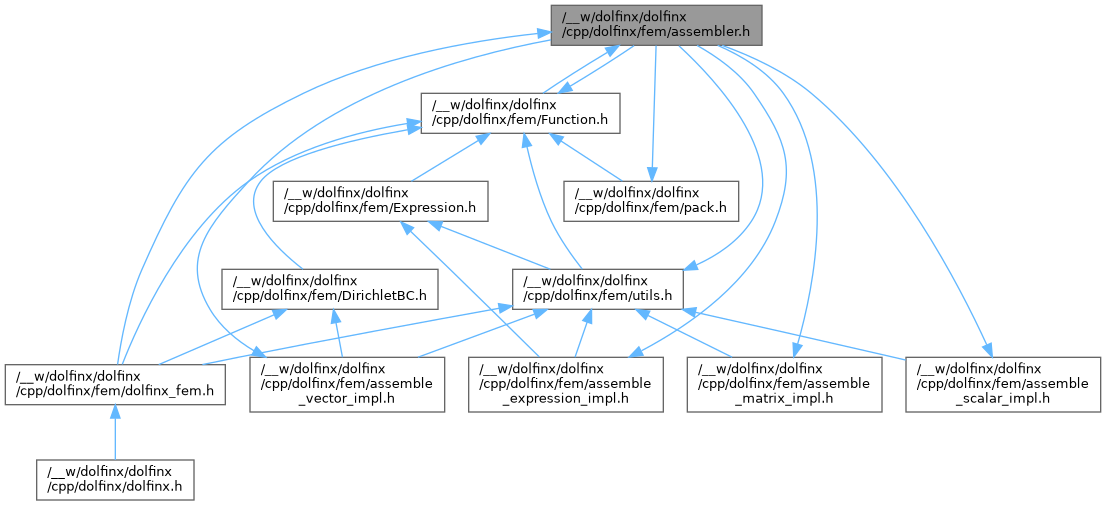 /__w/dolfinx/dolfinx
/cpp/dolfinx/fem/assembler.h
/__w/dolfinx/dolfinx
/cpp/dolfinx/fem/Function.h
/__w/dolfinx/dolfinx
/cpp/dolfinx/fem/Expression.h
/__w/dolfinx/dolfinx
/cpp/dolfinx/fem/pack.h
/__w/dolfinx/dolfinx
/cpp/dolfinx/fem/DirichletBC.h
/__w/dolfinx/dolfinx
/cpp/dolfinx/fem/utils.h
/__w/dolfinx/dolfinx
/cpp/dolfinx/fem/dolfinx_fem.h
/__w/dolfinx/dolfinx
/cpp/dolfinx/fem/assemble
_vector_impl.h
/__w/dolfinx/dolfinx
/cpp/dolfinx/fem/assemble
_expression_impl.h
/__w/dolfinx/dolfinx
/cpp/dolfinx/fem/assemble
_matrix_impl.h
/__w/dolfinx/dolfinx
/cpp/dolfinx/fem/assemble
_scalar_impl.h
/__w/dolfinx/dolfinx
/cpp/dolfinx/dolfinx.h